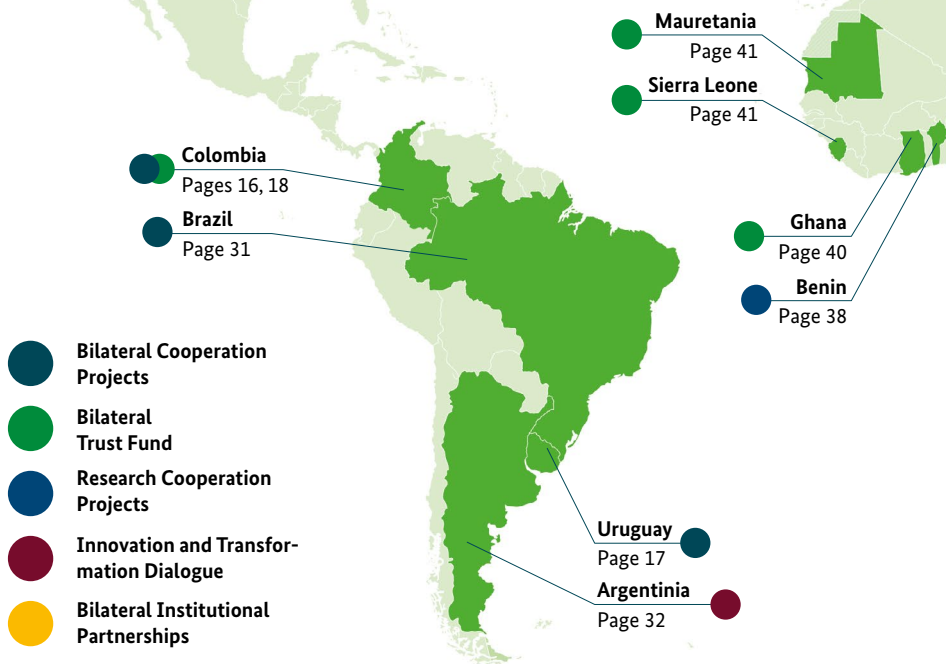 Mauretania
Page 41
Sierra Leone
Page 41
Colombia
Pages 16, 18
Brazil
Page 31
Ghana
Page 40
Benin
Page 38
Bilateral Cooperation
Projects
Bilateral
Trust Fund
Research Cooperation
Projects
Innovation and Transfor-
mation Dialogue
Bilateral Institutional
Partnerships
Uruguay
Page 17
Argentinia
Page 32